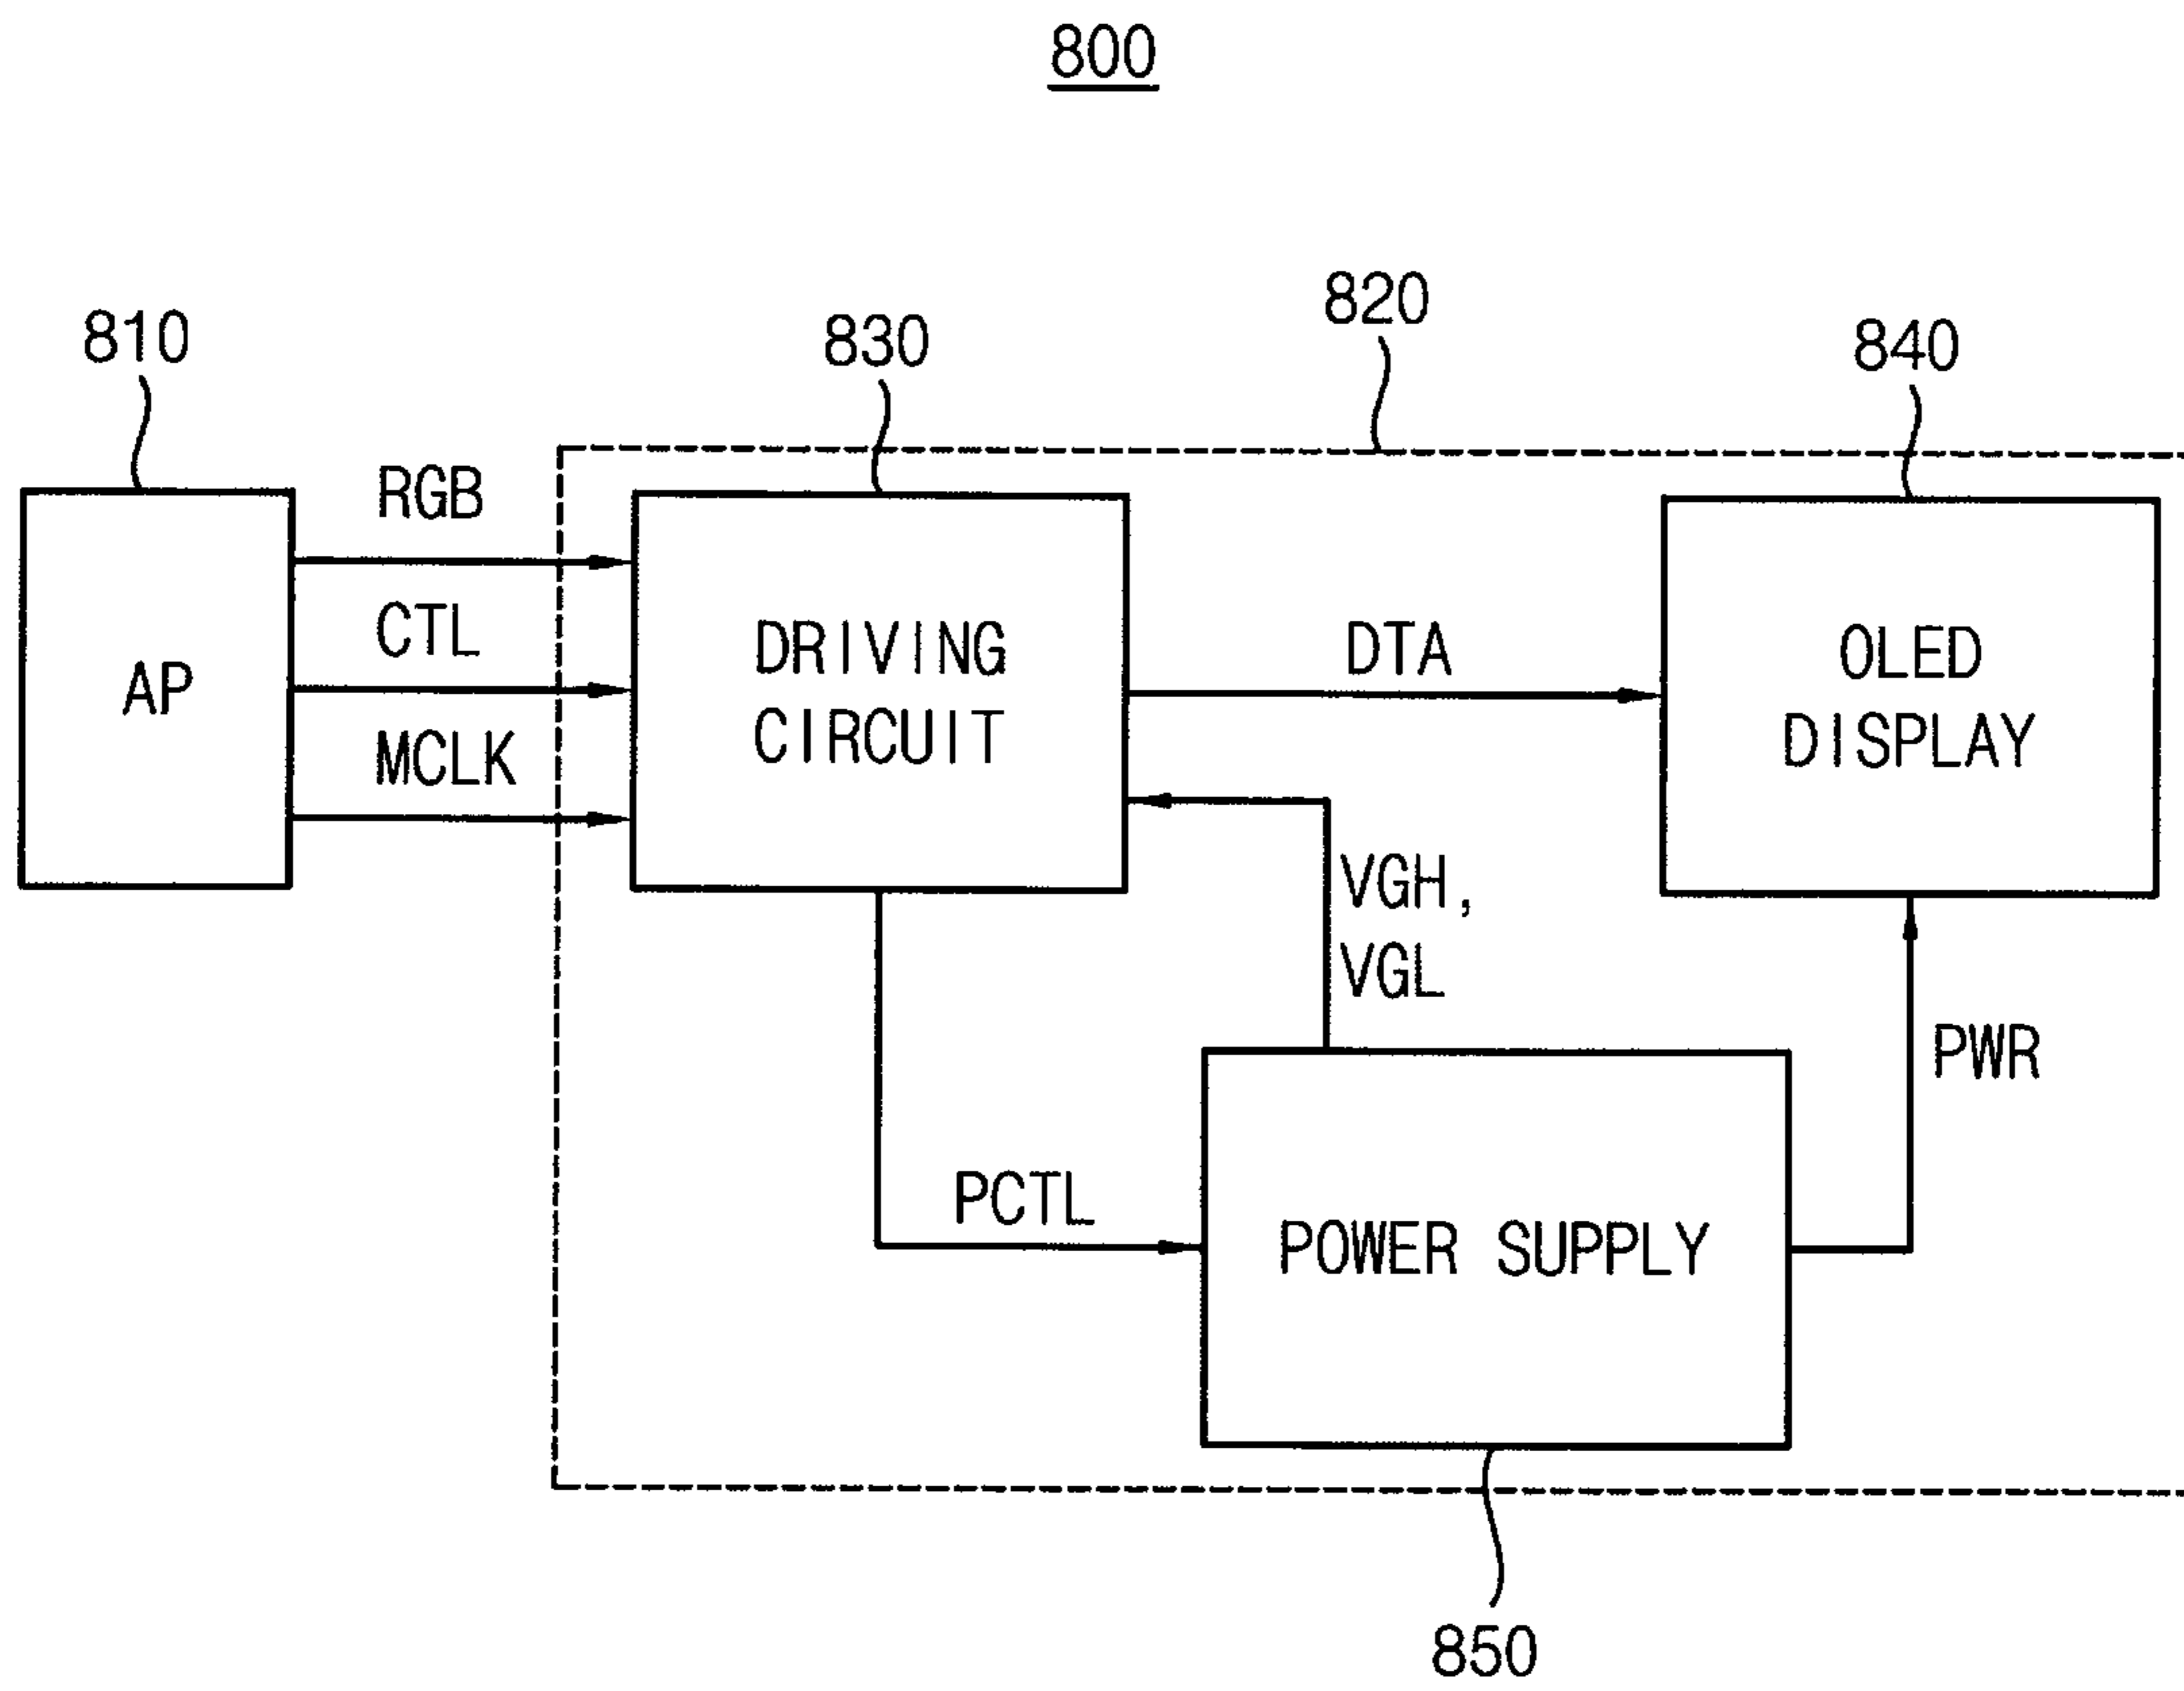 800
820
810
830
840
RGB
CTL
MCLK
AP
DRIVING
CIRCUIT
DTA
OLED
DISPLAY
VGH,
VGL
PWR
PCTL
POWER SUPPLY
850